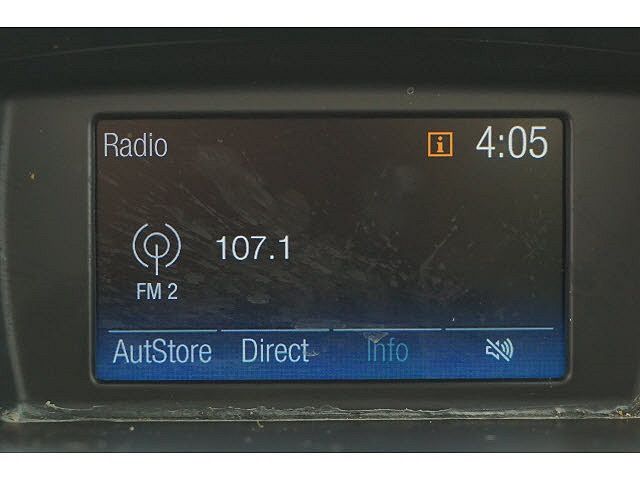 Radio i 4:05
107.1
FM 2
AutStore Direct Info